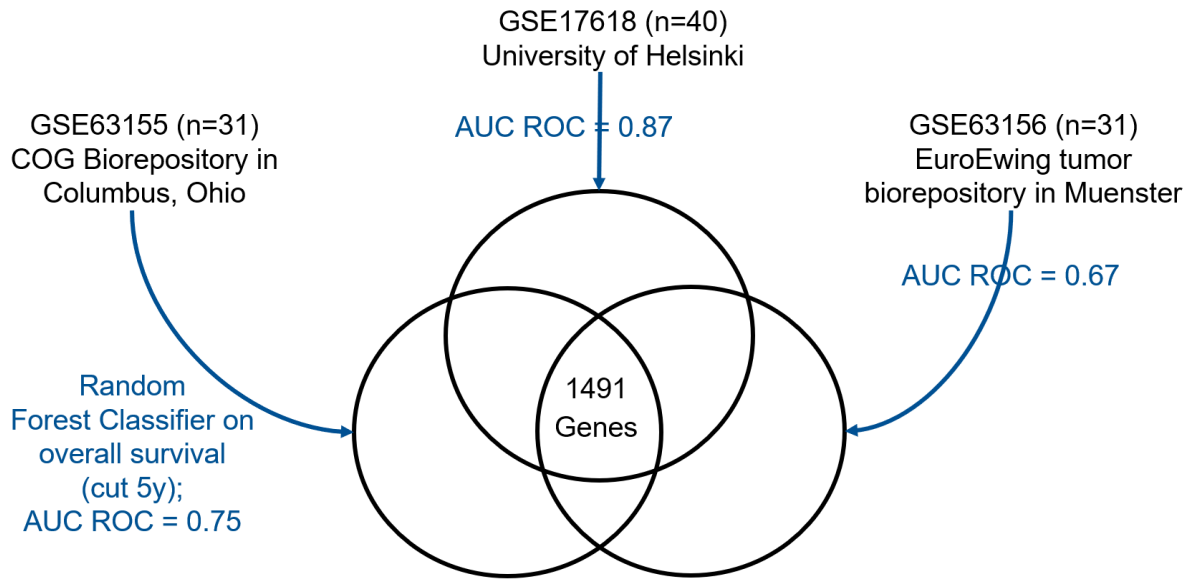 GSE17618 (n=40)
University of Helsinki
AUC ROC = 0.87
GSE63155 (n=31)
COG Biorepository in
Columbus, Ohio
GSE63156 (n=31)
EuroEwing tumor
biorepository in Muenster
AUC ROC = 0.67
Random
Forest Classifier on
overall survival
(cut 5y);
AUC ROC = 0.75
1491
Genes